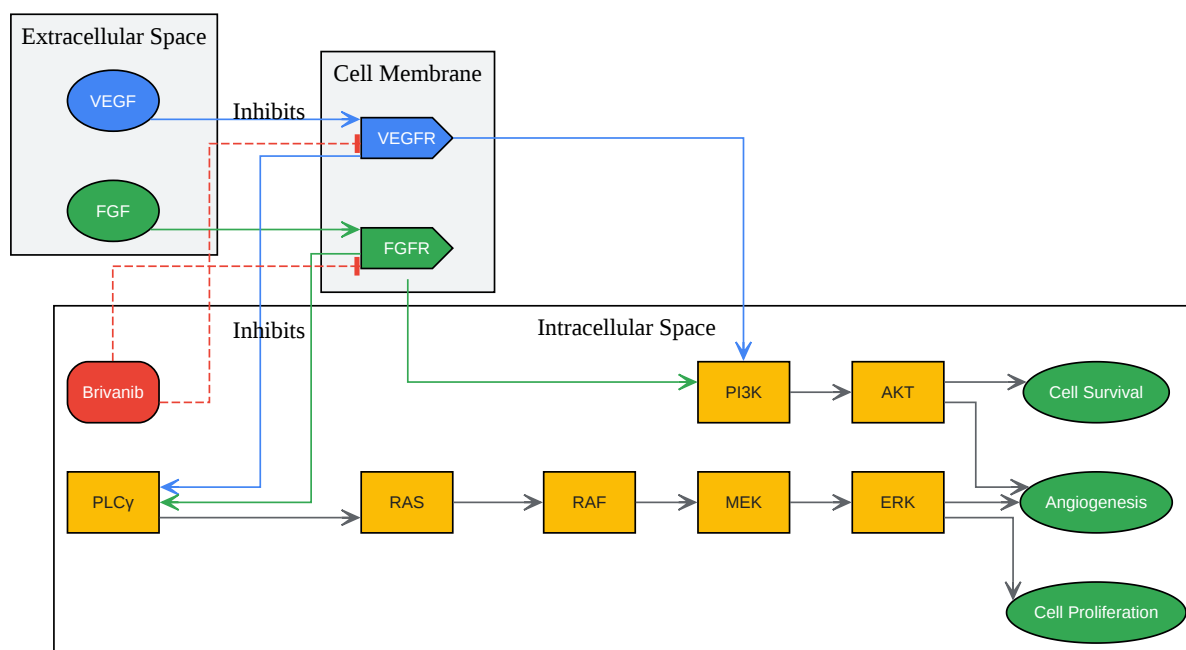 Extracellular Space
Cell Membrane
VEGF
Inhibits
VEGFR
FGF
FGFR
Inhibits
Intracellular Space
Brivanib
PI3K
AKT
Cell Survival
PLCγ
RAS
RAF
MEK
ERK
Angiogenesis
Cell Proliferation